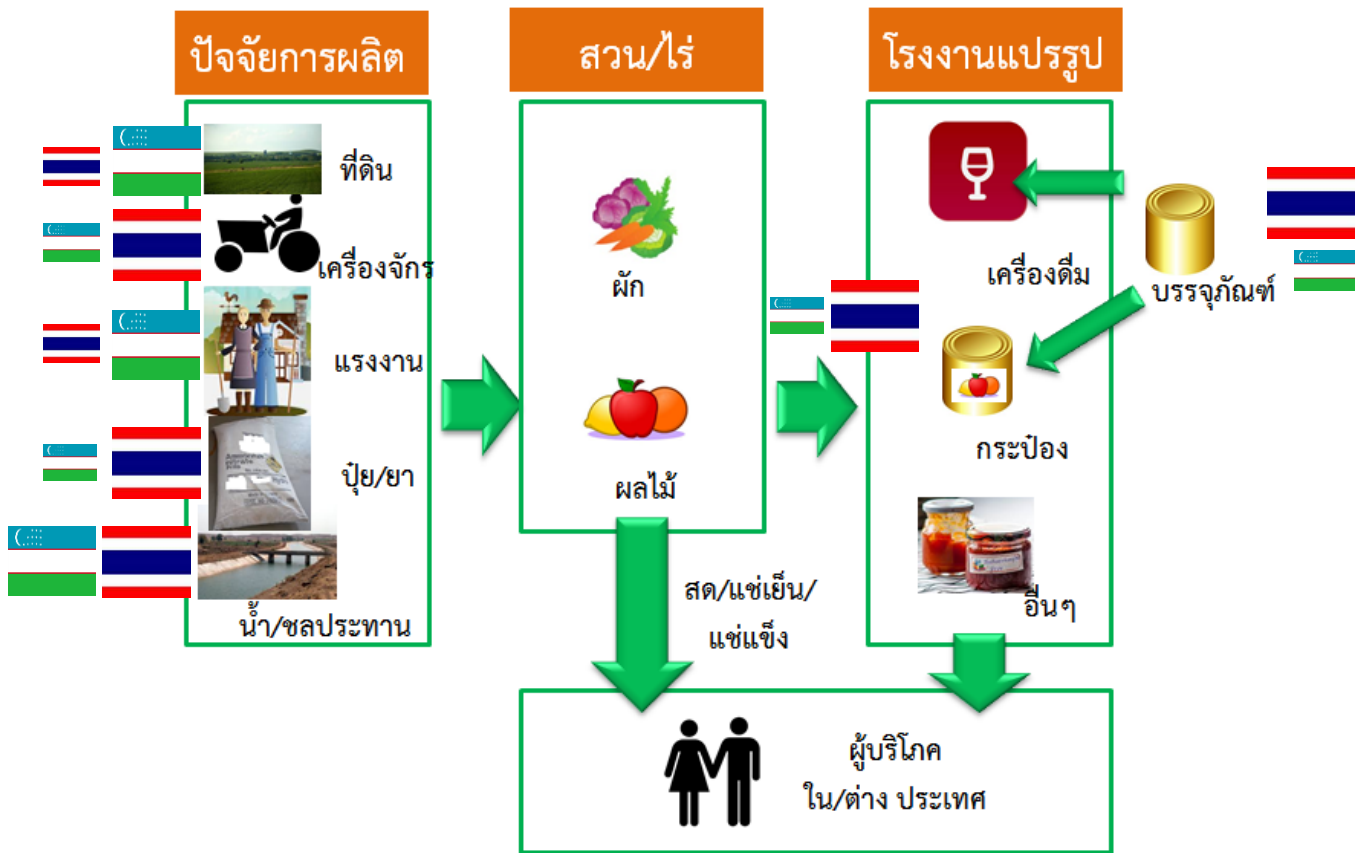 ปัจจัยการผลิต
สวน/ไร่
โรงงานแปรรูป
ที่ดิน
เครื่องจักร
แรงงาน
ปุ๋ย/ยา
น้ำ/ชลประทาน
ผัก
ผลไม้
เครื่องดื่ม
บรรจุภัณฑ์
กระป๋อง
อื่นๆ
สด/แช่เย็น/
แช่แข็ง
ผู้บริโภค
ใน/ต่าง ประเทศ